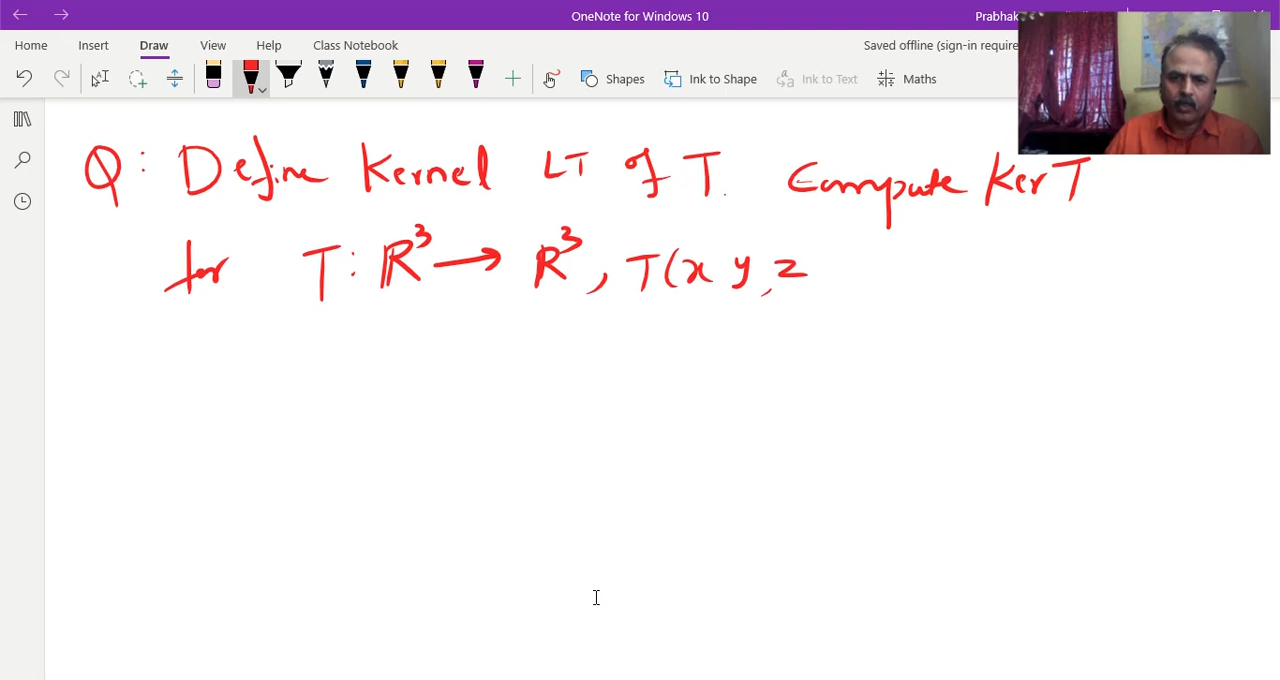 OneNote for Windows 10
Prabhak
Home Insert Draw View Help Class Notebook
Saved offline (sign-in require
Shapes Ink to Shape Ink to Text Maths
Q: Define Kernel LT of T. Compute Ker T
for T: R³ → R³, T(x y, z